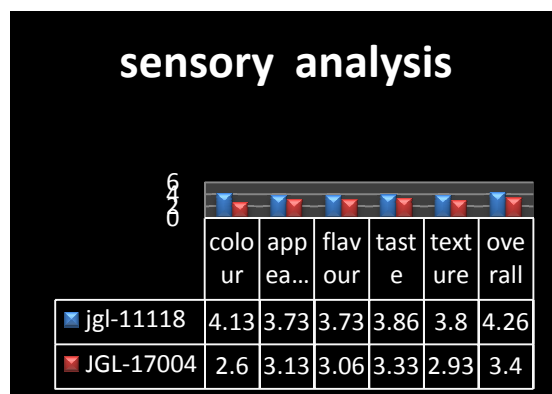 sensory analysis
6
4
2
0
colo app flav tast text ove
ur ea... our e ure rall
jgl-11118 4.13 3.73 3.73 3.86 3.8 4.26
JGL-17004 2.6 3.13 3.06 3.33 2.93 3.4